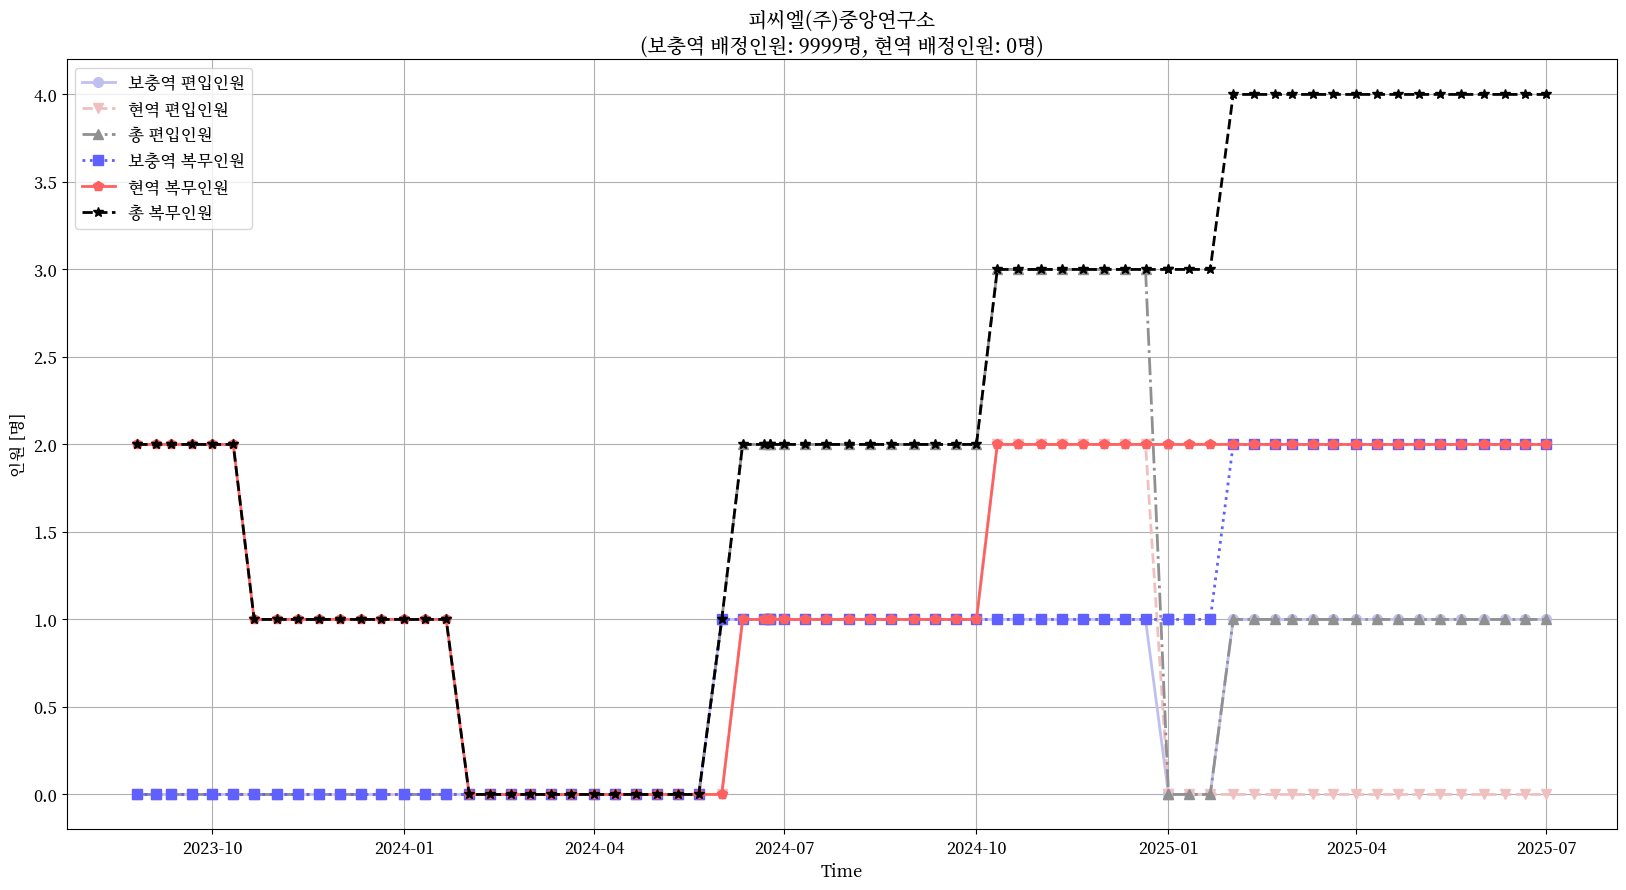 피씨엘(주)중앙연구소
(보충역 배정인원: 9999명, 현역 배정인원: 0명)
보충역 편입인원
현역 편입인원
총 편입인원
보충역 복무인원
현역 복무인원
총 복무인원
4.0
3.5
3.0
2.5
2.0
1.5
1.0
0.5
0.0
인원 [명]
2023-10 2024-01 2024-04 2024-07 2024-10 2025-01 2025-04 2025-07
Time